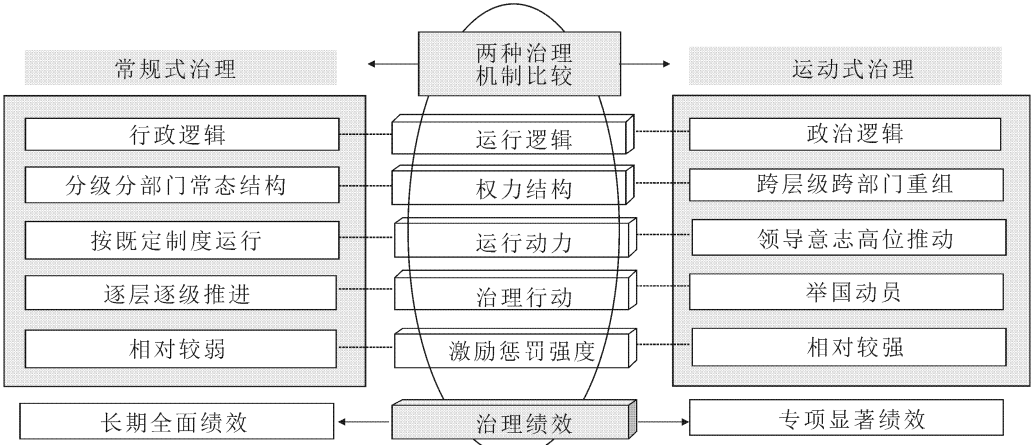 两种治理
机制比较
常规式治理
运动式治理
行政逻辑
运行逻辑
政治逻辑
分级分部门常态结构
权力结构
跨层级跨部门重组
按既定制度运行
运行动力
领导意志高位推动
逐层逐级推进
治理行动
举国动员
相对较弱
激励惩罚强度
相对较强
长期全面绩效
治理绩效
专项显著绩效